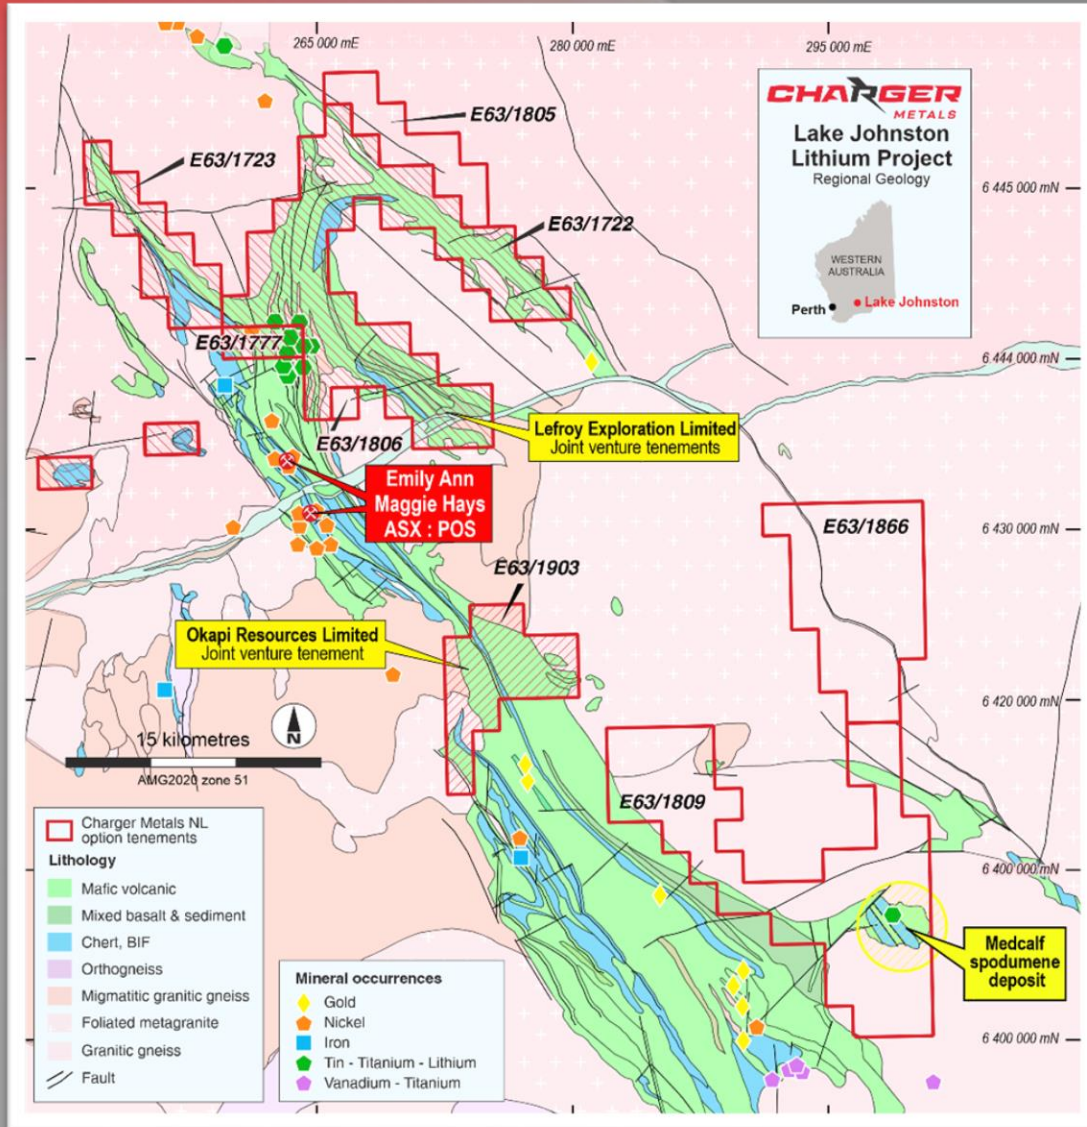 265 000 mE
280 000 mE
295 000 mE
CHARGER
METALS
Lake Johnston
Lithium Project
Regional Geology
WESTERN
AUSTRALIA
Perth
Lake Johnston
E63/1805
E63/1723
E63/1722
6 445 000 mN
E63/1777
6 444 000 mN
E63/1806
Lefroy Exploration Limited
Joint venture tenements
Emily Ann
Maggie Hays
ASX : POS
E63/1866
6 430 000 mN
E63/1903
Okapi Resources Limited
Joint venture tenement
6 420 000 mN
N
15 kilometres
AMG2020 zone 51
E63/1809
6 400 000 mN
Medcalf
spodumene
deposit
6 400 000 mN
Charger Metals NL
option tenements
Lithology
Mafic volcanic
Mixed basalt & sediment
Chert, BIF
Orthogneiss
Migmatitic granitic gneiss
Foliated metagranite
Granitic gneiss
Fault
Mineral occurrences
Gold
Nickel
Iron
Tin - Titanium - Lithium
Vanadium - Titanium